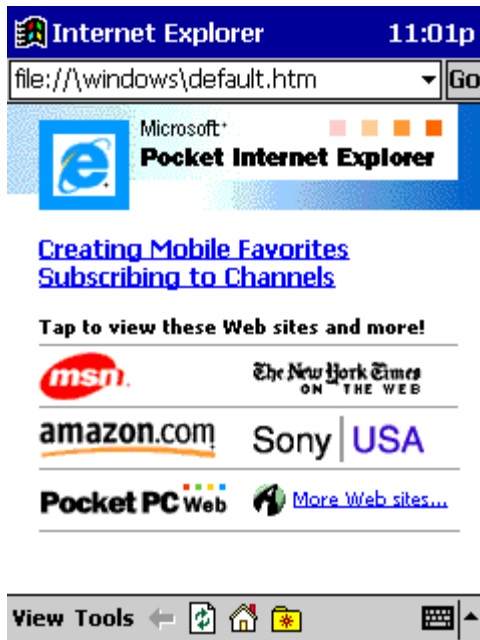 Internet Explorer 11:01p
file://\windows\default.htm Go
Microsoft
Pocket Internet Explorer
Creating Mobile Favorites
Subscribing to Channels
Tap to view these Web sites and more!
msn.
The New York Times
ON THE WEB
amazon.com Sony USA
Pocket PC Web More Web sites...
View Tools